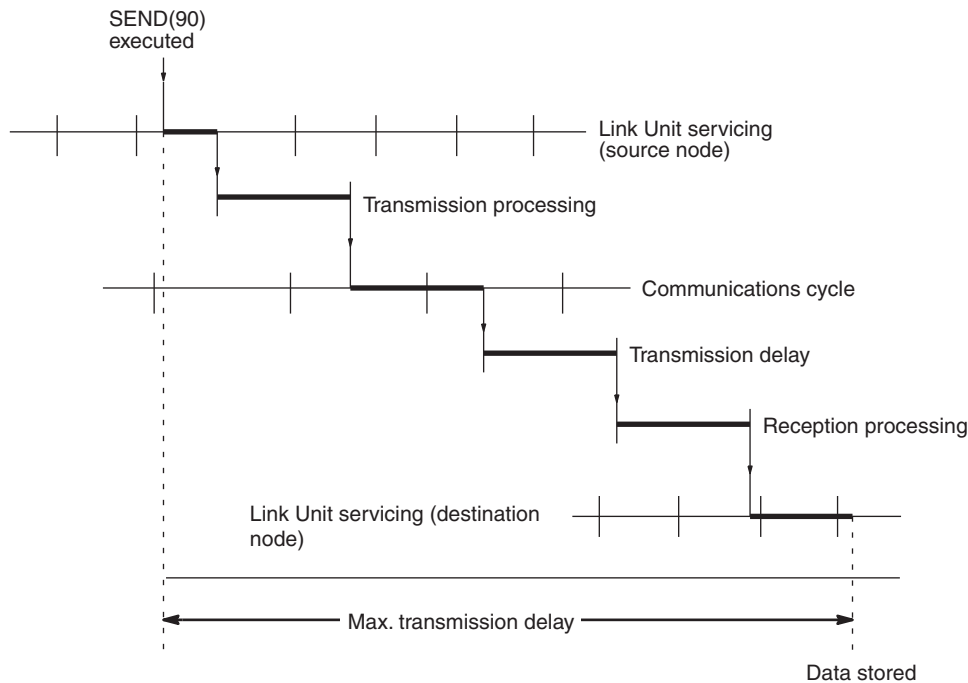 SEND(90)
executed
Link Unit servicing
(source node)
Transmission processing
Communications cycle
Transmission delay
Reception processing
Link Unit servicing (destination
node)
Max. transmission delay
Data stored